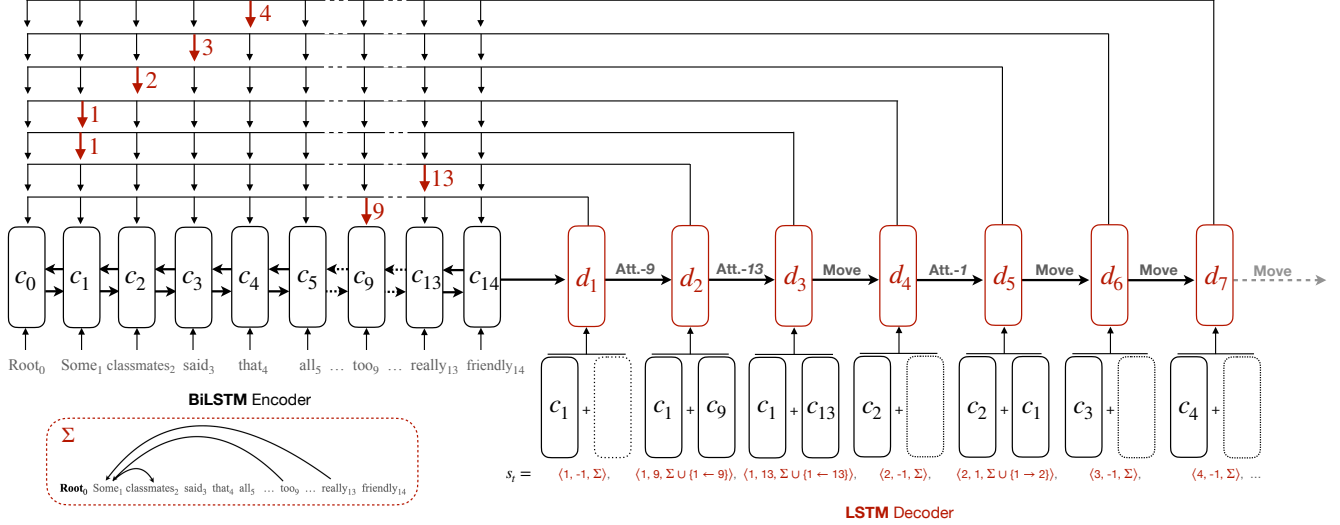 4
3
2
1
1
13
9
c₀ c₁ c₂ c₃ c₄ c₅ c₉ c₁₃ c₁₄ d₁ Att.-9 d₂ Att.-13 d₃ Move d₄ Att.-1 d₅ Move d₆ Move d₇ Move
Root₀ Some₁ classmates₂ said₃ that₄ all₅ … too₉ … really₁₃ friendly₁₄
BiLSTM Encoder
c₁ + c₁ + c₉ c₁ + c₁₃ c₂ + c₂ + c₁ c₃ + c₄ +
Σ
Root₀ Some₁ classmates₂ said₃ that₄ all₅ … too₉ … really₁₃ friendly₁₄
sₜ = ⟨1, -1, Σ⟩, ⟨1, 9, Σ ∪ {1 ← 9}⟩, ⟨1, 13, Σ ∪ {1 ← 13}⟩, ⟨2, -1, Σ⟩, ⟨2, 1, Σ ∪ {1 → 2}⟩, ⟨3, -1, Σ⟩, ⟨4, -1, Σ⟩, …
LSTM Decoder